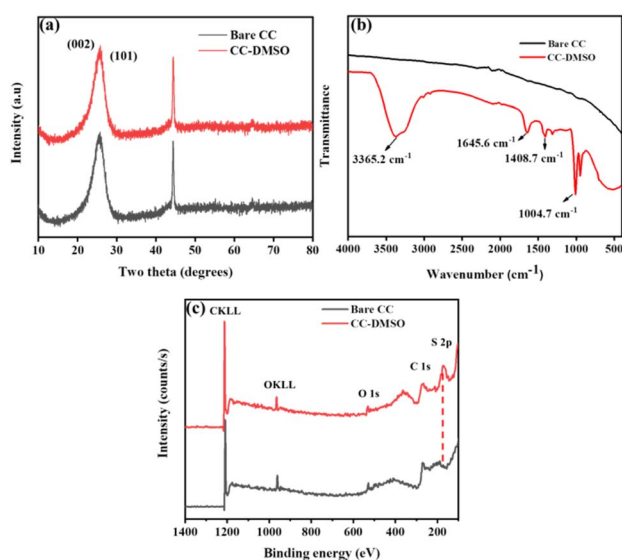 (a)
Bare CC
CC-DMSO
(002)
(101)
Intensity (a.u)
10 20 30 40 50 60 70 80
Two theta (degrees)
(b)
Bare CC
CC-DMSO
Transmittance
3365.2 cm-1
1645.6 cm-1
1408.7 cm-1
1004.7 cm-1
4000 3500 3000 2500 2000 1500 1000 500
Wavenumber (cm-1)
(c)
Bare CC
CC-DMSO
CKLL
OKLL
O 1s
C 1s
S 2p
Intensity (counts/s)
1400 1200 1000 800 600 400 200
Binding energy (eV)